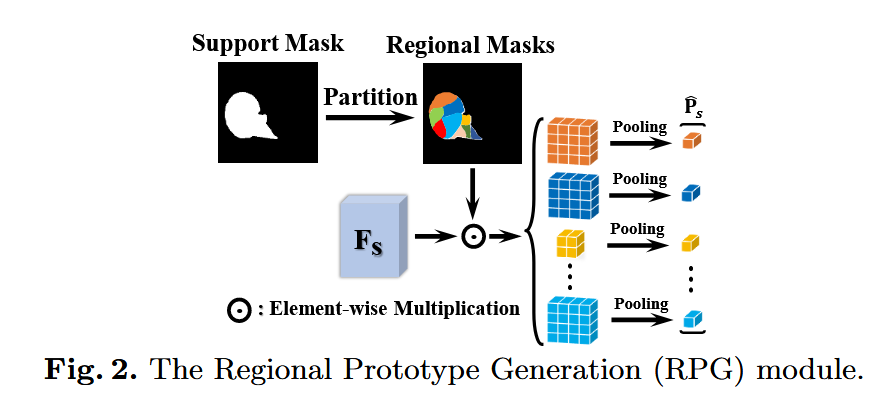 Support Mask
Regional Masks
Partition
P̂s
Pooling
Pooling
Fs
Pooling
Pooling
⊙ : Element-wise Multiplication
Fig. 2. The Regional Prototype Generation (RPG) module.